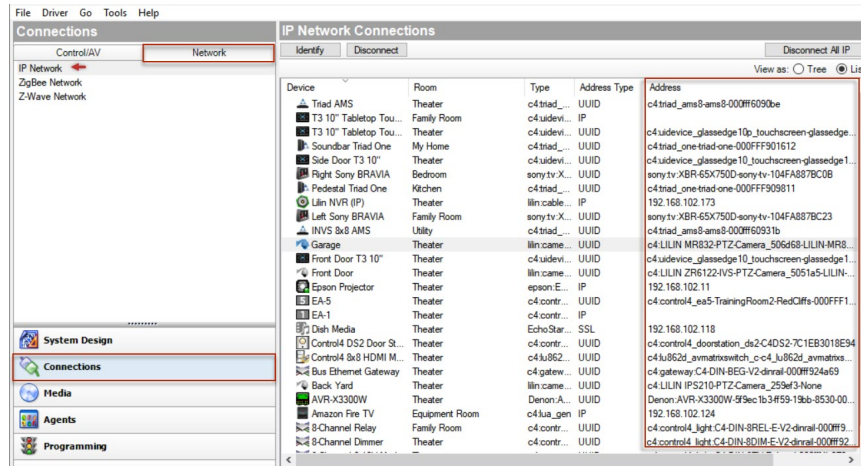 File Driver Go Tools Help
Connections
Control/AV Network
IP Network
ZigBee Network
Z-Wave Network
System Design
Connections
Media
Agents
Programming
IP Network Connections
Identify Disconnect Disconnect All IP
View as: Tree Lis
Device Room Type Address Type Address
Triad AMS Theater c4:triad_... UUID c4:triad_ams8-ams8-000fff6090be
T3 10" Tabletop Tou... Family Room c4:uidevi... IP
T3 10" Tabletop Tou... Theater c4:uidevi... UUID c4:uidevice_glassedge10p_touchscreen-glassedge...
Soundbar Triad One My Home c4:triad_... UUID c4:triad_one-triad-one-000FFF901612
Side Door T3 10" Theater c4:uidevi... UUID c4:uidevice_glassedge10_touchscreen-glassedge1...
Right Sony BRAVIA Bedroom sony:tv:X... UUID sony:tv:XBR-65X750D-sony-tv-104FA887BC0B
Pedestal Triad One Kitchen c4:triad_... UUID c4:triad_one-triad-one-000FFF909811
Lilin NVR (IP) Theater lilin:cable... IP 192.168.102.173
Left Sony BRAVIA Family Room sony:tv:X... UUID sony:tv:XBR-65X750D-sony-tv-104FA887BC23
INVS 8x8 AMS Utility c4:triad_... UUID c4:triad_ams8-ams8-000fff60931b
Garage Theater lilin:came... UUID c4:LILIN MR832-PTZ-Camera_506d68-LILIN-MR8...
Front Door T3 10" Theater c4:uidevi... UUID c4:uidevice_glassedge10_touchscreen-glassedge1...
Front Door Theater lilin:came... UUID c4:LILIN ZR6122-IVS-PTZ-Camera_5051a5-LILIN-...
Epson Projector Theater epson:E... IP 192.168.102.11
EA-5 Theater c4:contr... UUID c4:control4_ea5-TrainingRoom2-RedCliffs-000FFF1...
EA-1 Theater c4:contr... IP
Dish Media Theater EchoStar... SSL 192.168.102.118
Control4 DS2 Door St... Theater c4:contr... UUID c4:control4_doorstation_ds2-C4DS2-7C1EB3018E94
Control4 8x8 HDMI M... Theater c4:lu862... UUID c4:lu862d_avmatrixswitch_c-c4_lu862d_avmatrixs...
Bus Ethernet Gateway Theater c4:gatew... UUID c4:gateway:C4-DIN-BEG-V2-dinrail-000fff924a69
Back Yard Theater lilin:came... UUID c4:LILIN IPS210-PTZ-Camera_259ef3-None
AVR-X3300W Theater Denon:A... UUID Denon:AVR-X3300W-5f9ec1b3-ff59-19bb-8530-00...
Amazon Fire TV Equipment Room c4:lua_gen IP 192.168.102.124
8-Channel Relay Family Room c4:contr... UUID c4:control4_light:C4-DIN-8REL-E-V2-dinrail-000fff9...
8-Channel Dimmer Theater c4:contr... UUID c4:control4_light:C4-DIN-8DIM-E-V2-dinrail-000fff92...